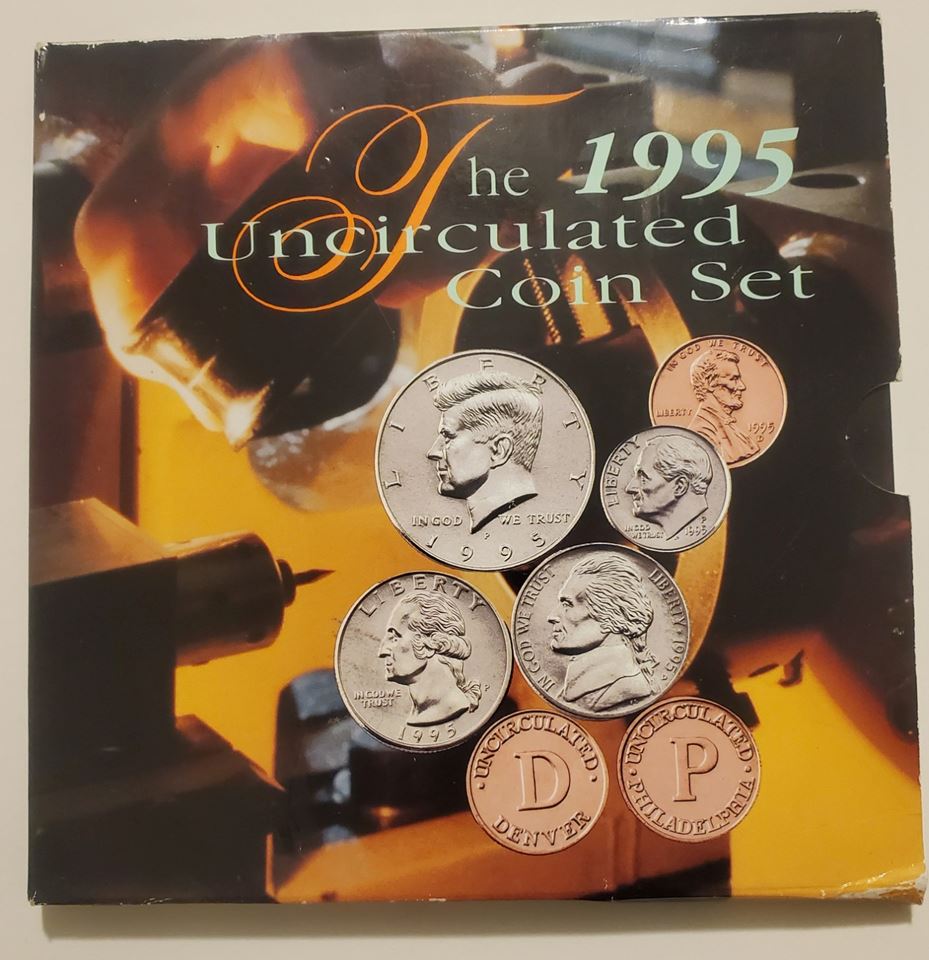 The 1995
Uncirculated
Coin Set
LIBERTY
IN GOD WE TRUST
P
1995
IN GOD WE TRUST
LIBERTY
1995
D
LIBERTY
IN GOD
WE TRUST
P
1995
LIBERTY
IN GOD WE
TRUST
P
1995
IN GOD WE TRUST
LIBERTY • 1995
• UNCIRCULATED •
D
DENVER
• UNCIRCULATED •
P
PHILADELPHIA